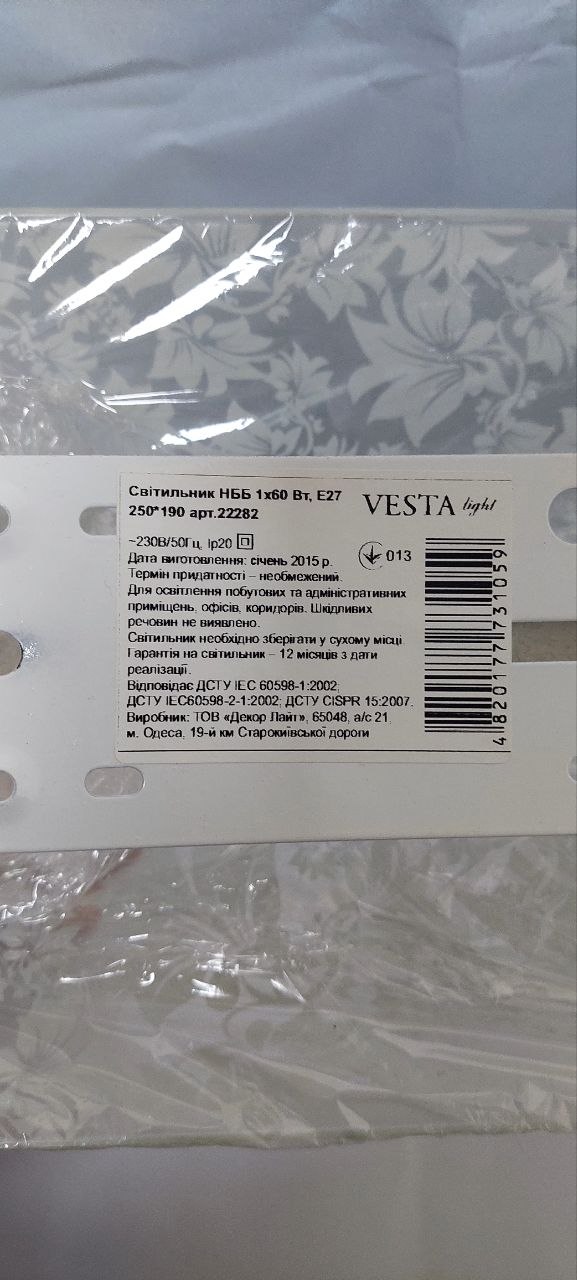 Світильник НББ 1х60 Вт, Е27
250*190 арт.22282
VESTA light
~230В/50Гц, Ір20
013
Дата виготовлення: січень 2015 р.
Термін придатності – необмежений.
Для освітлення побутових та адміністративних
приміщень, офісів, коридорів. Шкідливих
речовин не виявлено.
Світильник необхідно зберігати у сухому місці.
Гарантія на світильник – 12 місяців з дати
реалізації.
Відповідає ДСТУ ІЕС 60598-1:2002;
ДСТУ ІЕС60598-2-1:2002; ДСТУ CISPR 15:2007.
Виробник: ТОВ «Декор Лайт», 65048, а/с 21,
м. Одеса, 19-й км Старокиївської дороги
4820177731059